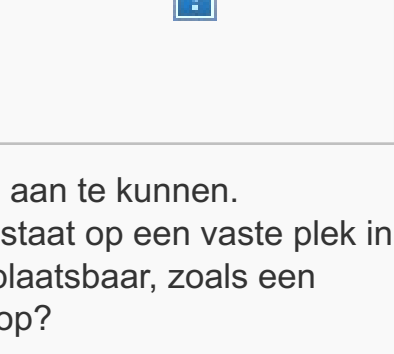 aan te kunnen.
staat op een vaste plek in
plaatsbaar, zoals een
op?